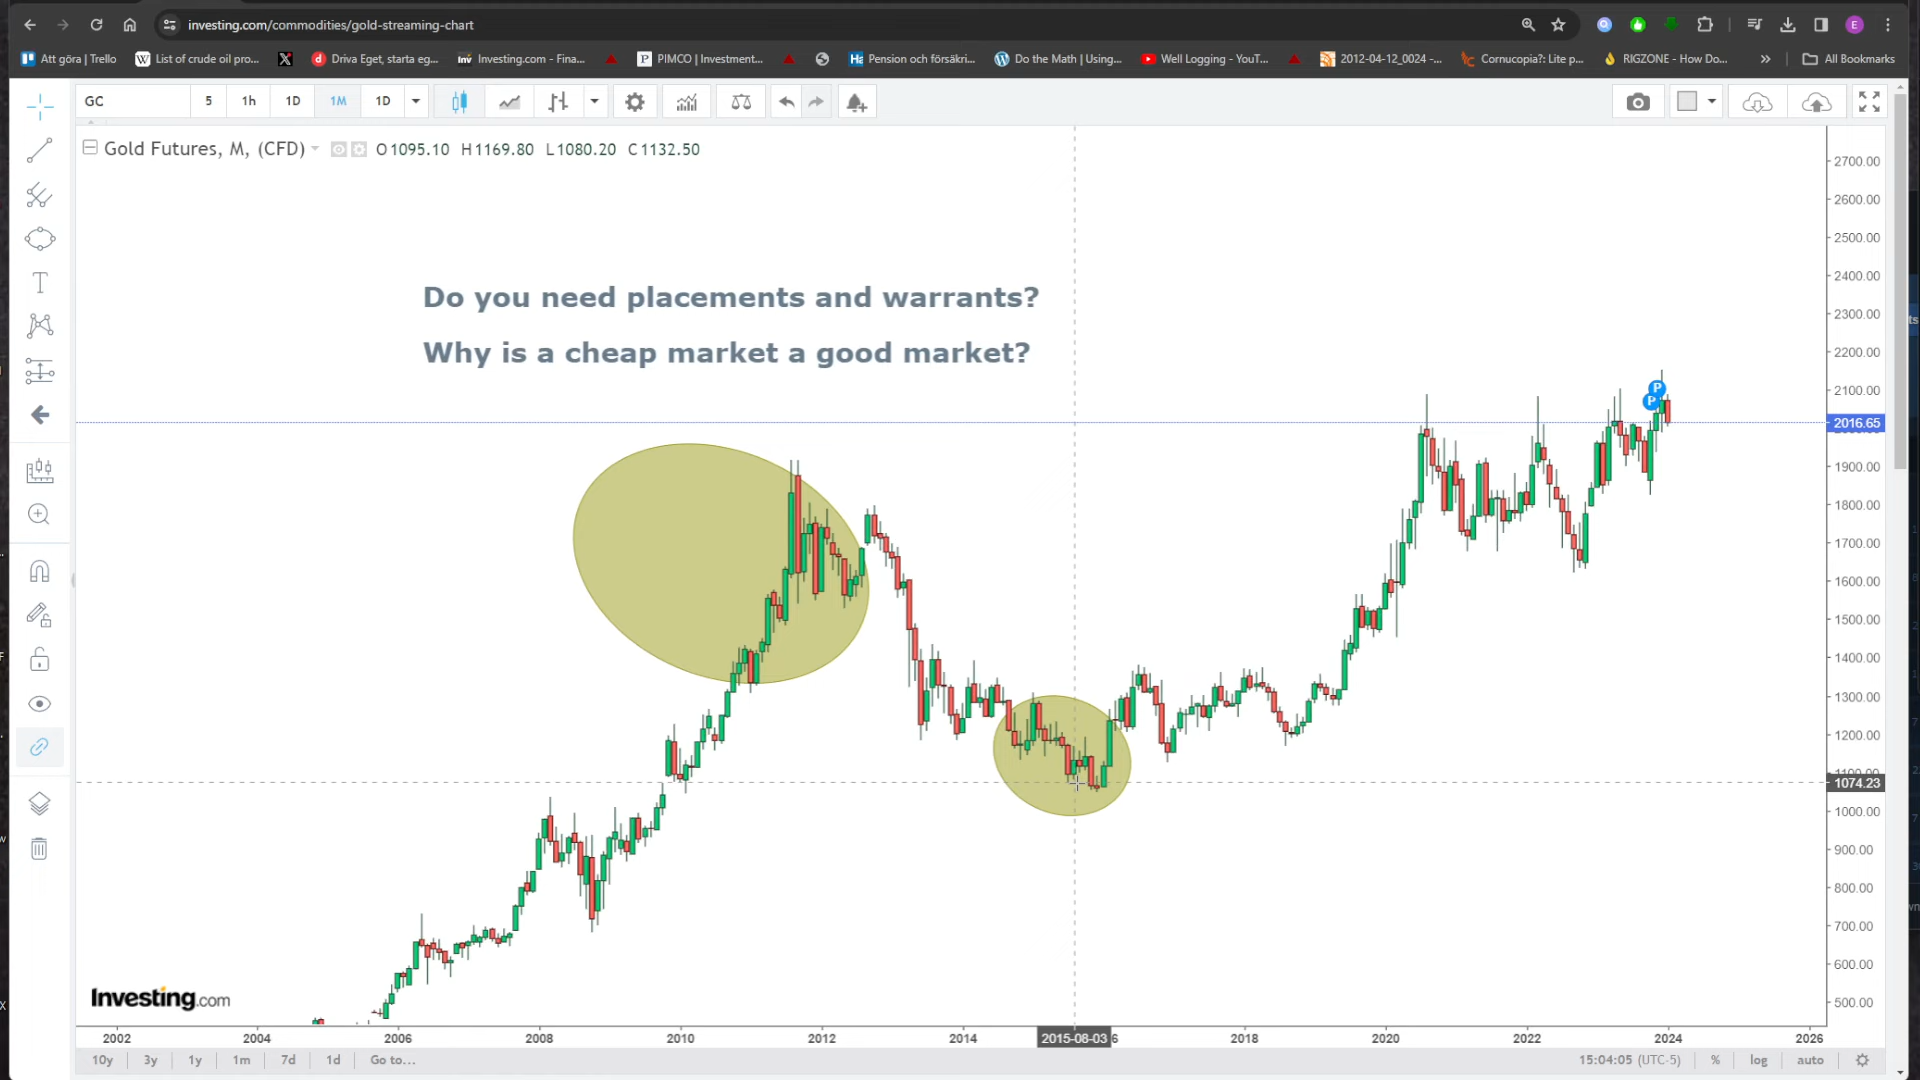 investing.com/commodities/gold-streaming-chart
E
Att göra | Trello
List of crude oil pro...
Driva Eget, starta eg...
Investing.com - Fina...
PIMCO | Investment...
Pension och försäkri...
Do the Math | Using...
Well Logging - YouT...
2012-04-12_0024 -...
Cornucopia?: Lite p...
RIGZONE - How Do...
All Bookmarks
GC
5
1h
1D
1M
1D
Gold Futures, M, (CFD)
O1095.10 H1169.80 L1080.20 C1132.50
Do you need placements and warrants?
Why is a cheap market a good market?
P
P
2700.00
2600.00
2500.00
2400.00
2300.00
2200.00
2100.00
2016.65
1900.00
1800.00
1700.00
1600.00
1500.00
1400.00
1300.00
1200.00
1074.23
1000.00
900.00
800.00
700.00
600.00
500.00
Investing.com
2002
2004
2006
2008
2010
2012
2014
2015-08-03
2018
2020
2022
2024
2026
10y
3y
1y
1m
7d
1d
Go to...
15:04:05 (UTC-5)
%
log
auto